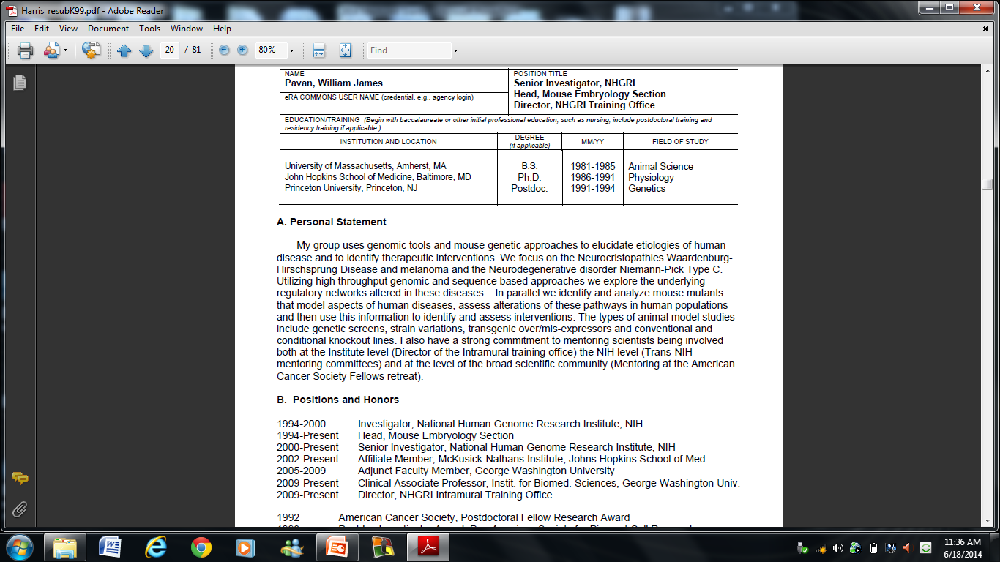 Harris_resubK99.pdf - Adobe Reader
File Edit View Document Tools Window Help
20 / 81 80% Find
NAME
Pavan, William James
POSITION TITLE
Senior Investigator, NHGRI
Head, Mouse Embryology Section
Director, NHGRI Training Office
eRA COMMONS USER NAME (credential, e.g., agency login)
EDUCATION/TRAINING (Begin with baccalaureate or other initial professional education, such as nursing, include postdoctoral training and
residency training if applicable.)
INSTITUTION AND LOCATION DEGREE (if applicable) MM/YY FIELD OF STUDY
University of Massachusetts, Amherst, MA B.S. 1981-1985 Animal Science
John Hopkins School of Medicine, Baltimore, MD Ph.D. 1986-1991 Physiology
Princeton University, Princeton, NJ Postdoc. 1991-1994 Genetics
A. Personal Statement
My group uses genomic tools and mouse genetic approaches to elucidate etiologies of human
disease and to identify therapeutic interventions. We focus on the Neurocristopathies Waardenburg-
Hirschsprung Disease and melanoma and the Neurodegenerative disorder Niemann-Pick Type C.
Utilizing high throughput genomic and sequence based approaches we explore the underlying
regulatory networks altered in these diseases. In parallel we identify and analyze mouse mutants
that model aspects of human diseases, assess alterations of these pathways in human populations
and then use this information to identify and assess interventions. The types of animal model studies
include genetic screens, strain variations, transgenic over/mis-expressors and conventional and
conditional knockout lines. I also have a strong commitment to mentoring scientists being involved
both at the Institute level (Director of the Intramural training office) the NIH level (Trans-NIH
mentoring committees) and at the level of the broad scientific community (Mentoring at the American
Cancer Society Fellows retreat).
B. Positions and Honors
1994-2000 Investigator, National Human Genome Research Institute, NIH
1994-Present Head, Mouse Embryology Section
2000-Present Senior Investigator, National Human Genome Research Institute, NIH
2002-Present Affiliate Member, McKusick-Nathans Institute, Johns Hopkins School of Med.
2005-2009 Adjunct Faculty Member, George Washington University
2009-Present Clinical Associate Professor, Instit. for Biomed. Sciences, George Washington Univ.
2009-Present Director, NHGRI Intramural Training Office
1992 American Cancer Society, Postdoctoral Fellow Research Award
11:36 AM
6/18/2014